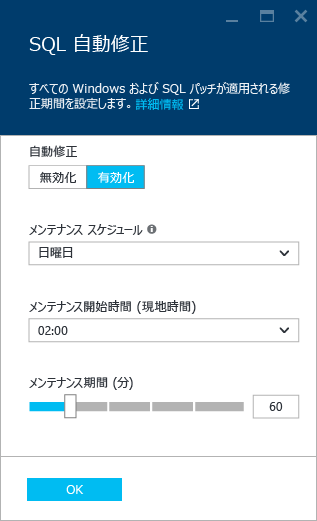 SQL 自動修正
すべての Windows および SQL パッチが適用される修
正期間を設定します。詳細情報
自動修正
無効化 有効化
メンテナンス スケジュール
日曜日
メンテナンス開始時間 (現地時間)
02:00
メンテナンス期間 (分)
60
OK